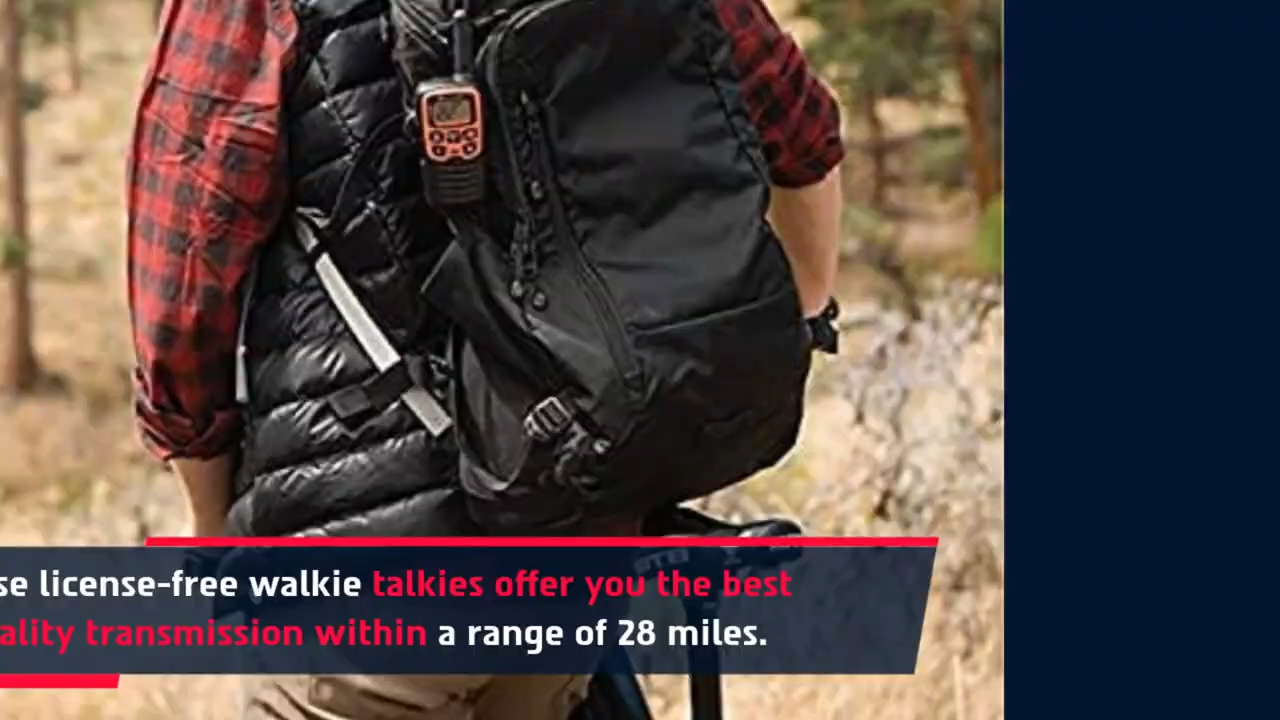 se license-free walkie talkies offer you the best
ality transmission within a range of 28 miles.